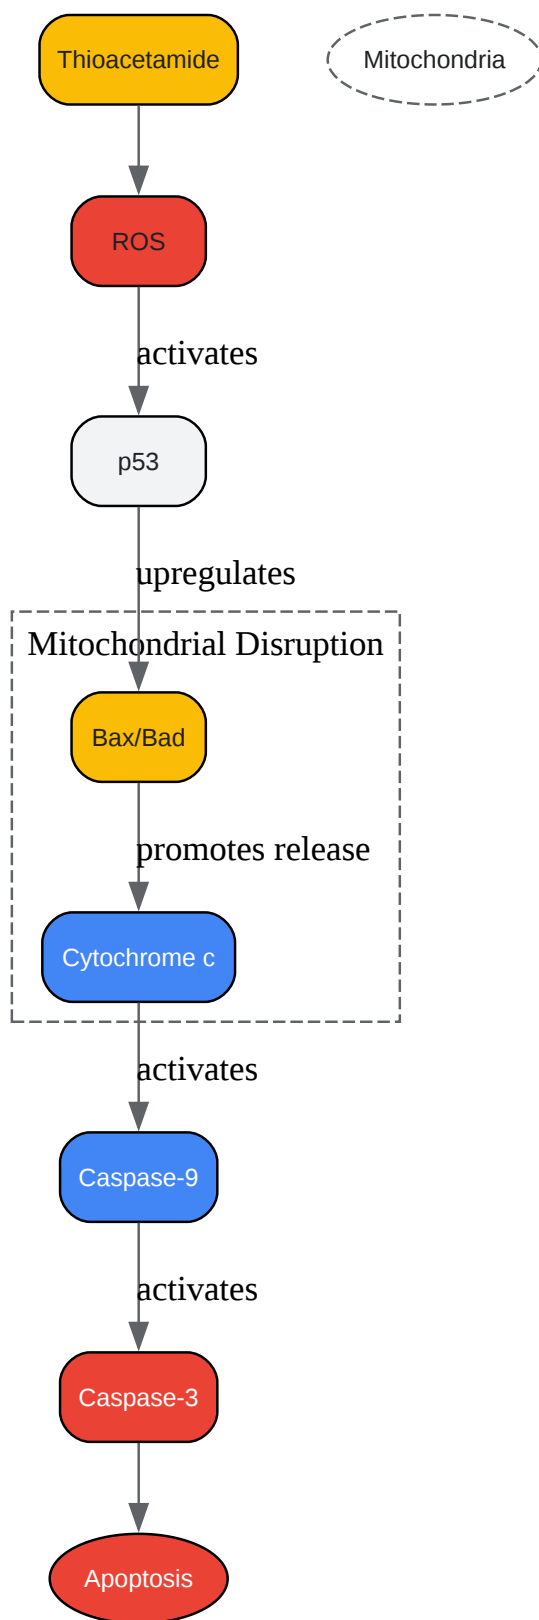 Thioacetamide
Mitochondria
ROS
activates
p53
upregulates
Mitochondrial Disruption
Bax/Bad
promotes release
Cytochrome c
activates
Caspase-9
activates
Caspase-3
Apoptosis